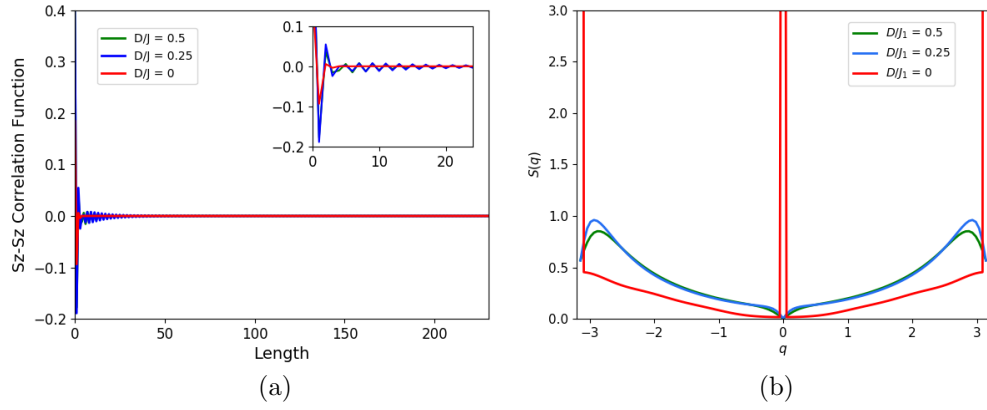 Sz-Sz Correlation Function
0.4
0.3
0.2
0.1
0.0
−0.1
−0.2
D/J = 0.5
D/J = 0.25
D/J = 0
0.1
0.0
−0.1
−0.2
0 10 20
0 50 100 150 200
Length
(a)
S(q)
3.0
2.5
2.0
1.5
1.0
0.5
0.0
D/J₁ = 0.5
D/J₁ = 0.25
D/J₁ = 0
−3 −2 −1 0 1 2 3
q
(b)